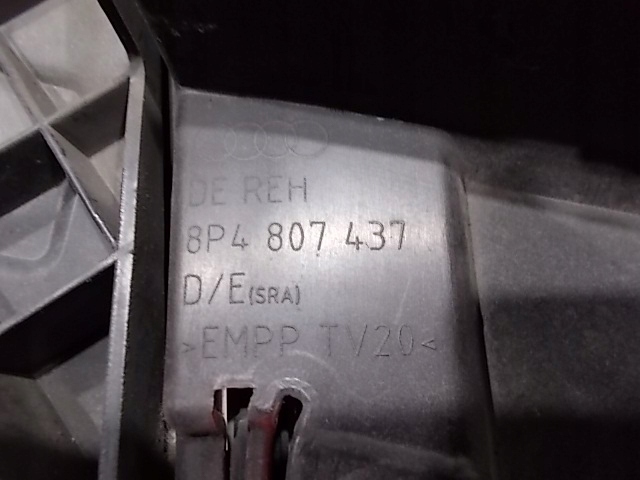 DE REH
8P4 807 437
D/E(SRA)
>EMPP TV20<